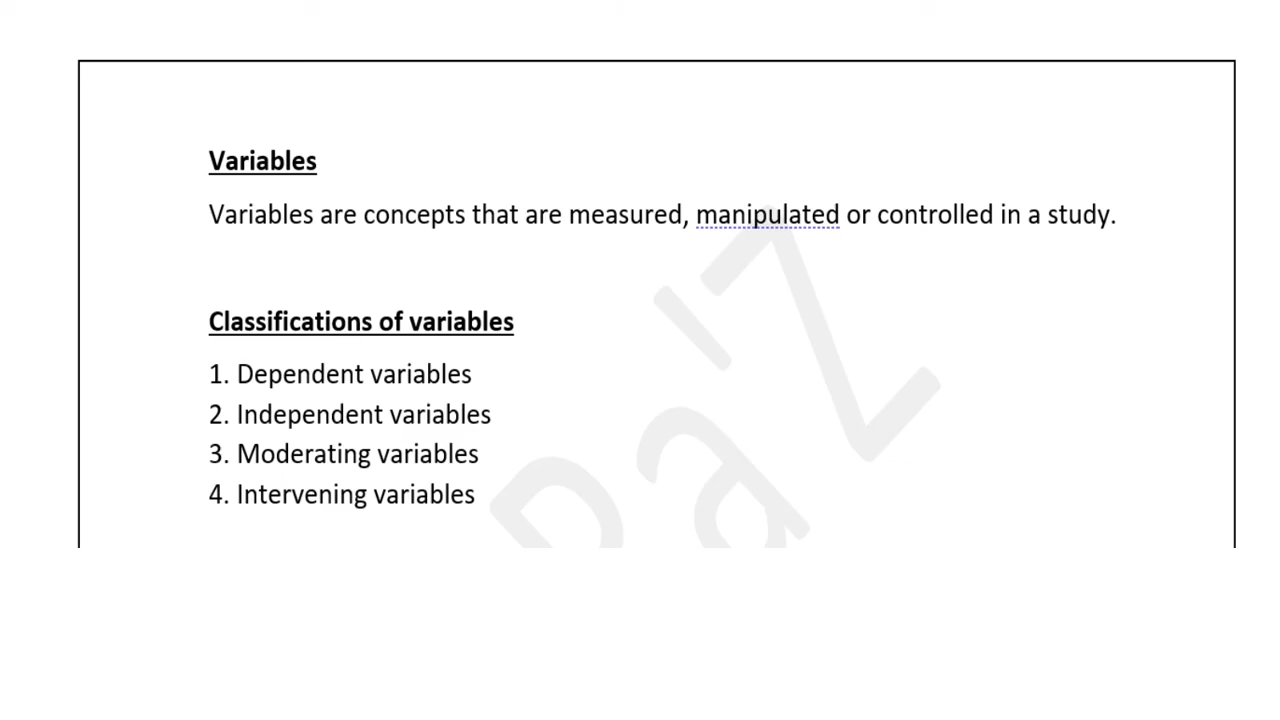 Variables
Variables are concepts that are measured, manipulated or controlled in a study.
Classifications of variables
1. Dependent variables
2. Independent variables
3. Moderating variables
4. Intervening variables